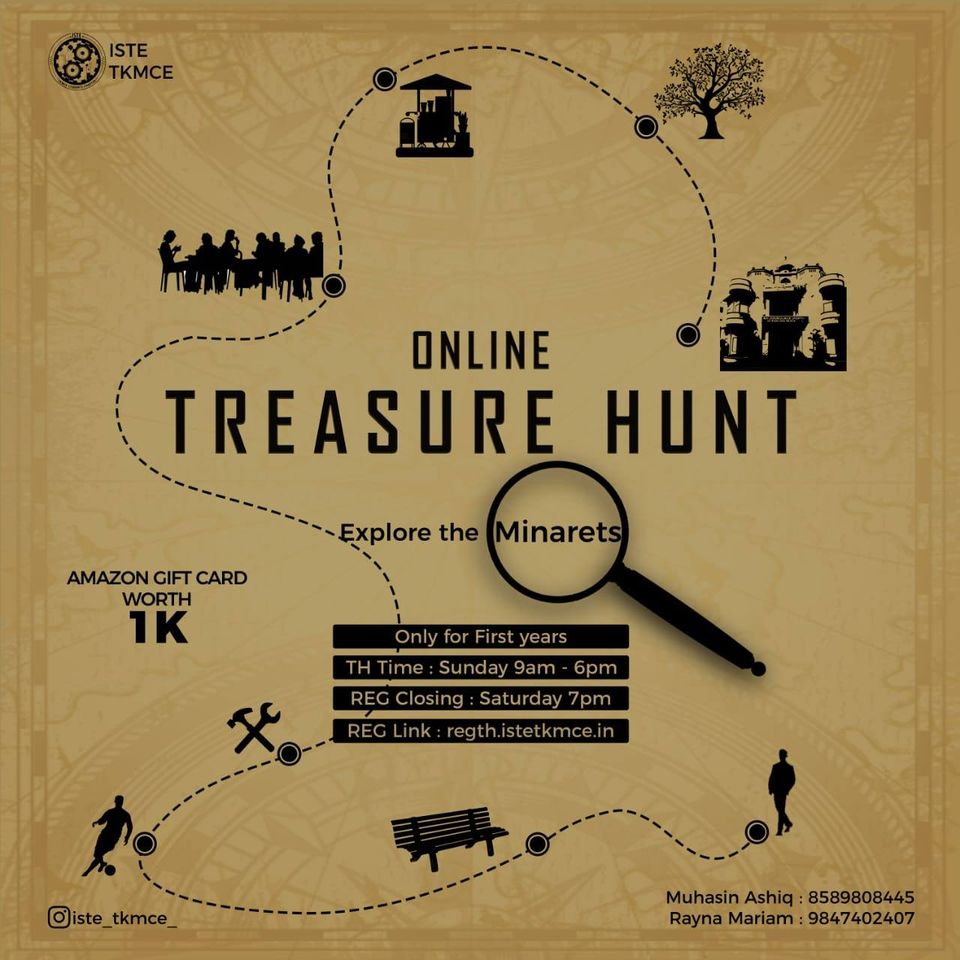 ISTE
TKMCE
ONLINE
TREASURE HUNT
Explore the Minarets
AMAZON GIFT CARD
WORTH
1K
Only for First years
TH Time : Sunday 9am - 6pm
REG Closing : Saturday 7pm
REG Link : regth.istetkmce.in
iste_tkmce_
Muhasin Ashiq : 8589808445
Rayna Mariam : 9847402407